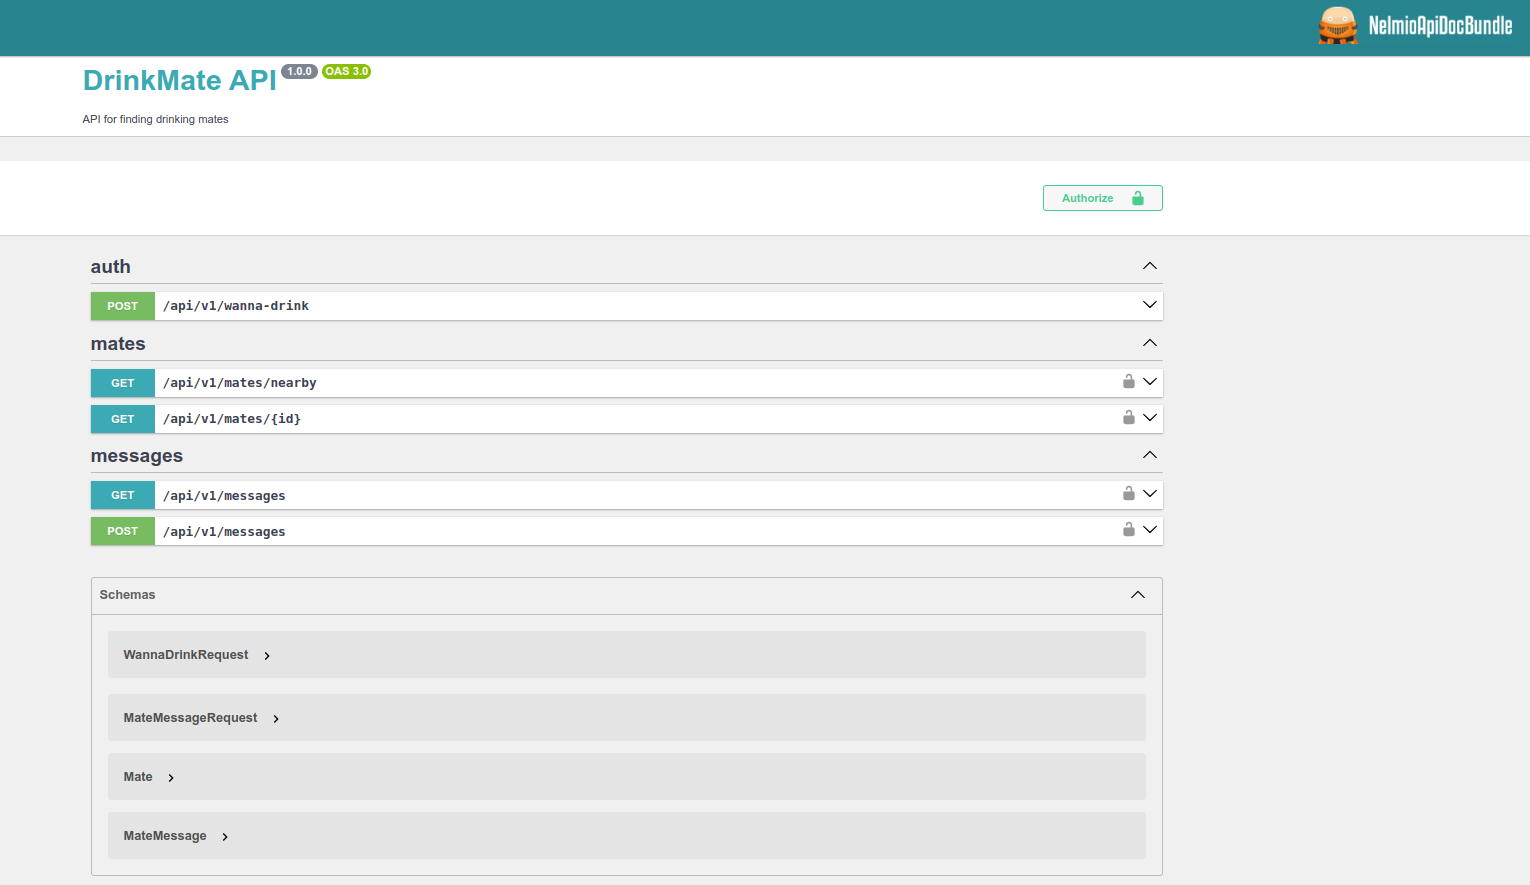 NelmioApiDocBundle
DrinkMate API 1.0.0 OAS 3.0
API for finding drinking mates
Authorize
auth
POST /api/v1/wanna-drink
mates
GET /api/v1/mates/nearby
GET /api/v1/mates/{id}
messages
GET /api/v1/messages
POST /api/v1/messages
Schemas
WannaDrinkRequest
MateMessageRequest
Mate
MateMessage